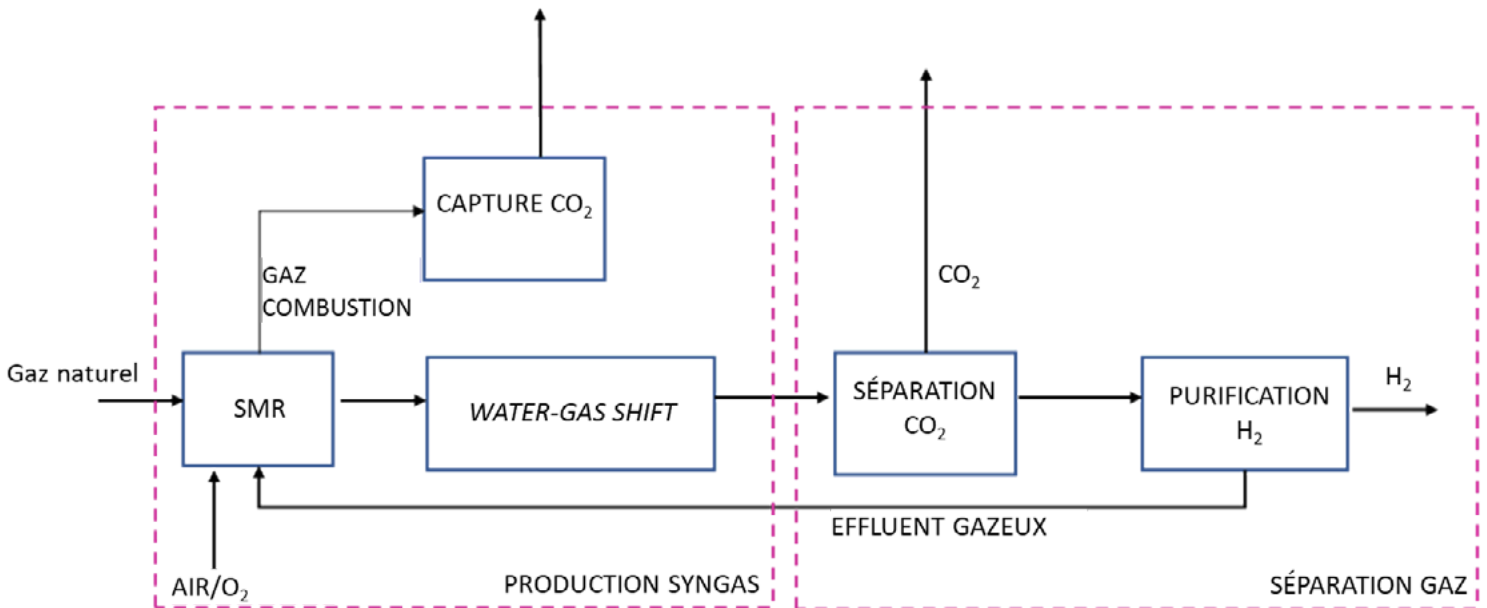 CAPTURE CO₂
GAZ
COMBUSTION
CO₂
Gaz naturel
SMR
WATER-GAS SHIFT
SÉPARATION
CO₂
PURIFICATION
H₂
H₂
EFFLUENT GAZEUX
AIR/O₂
PRODUCTION SYNGAS
SÉPARATION GAZ